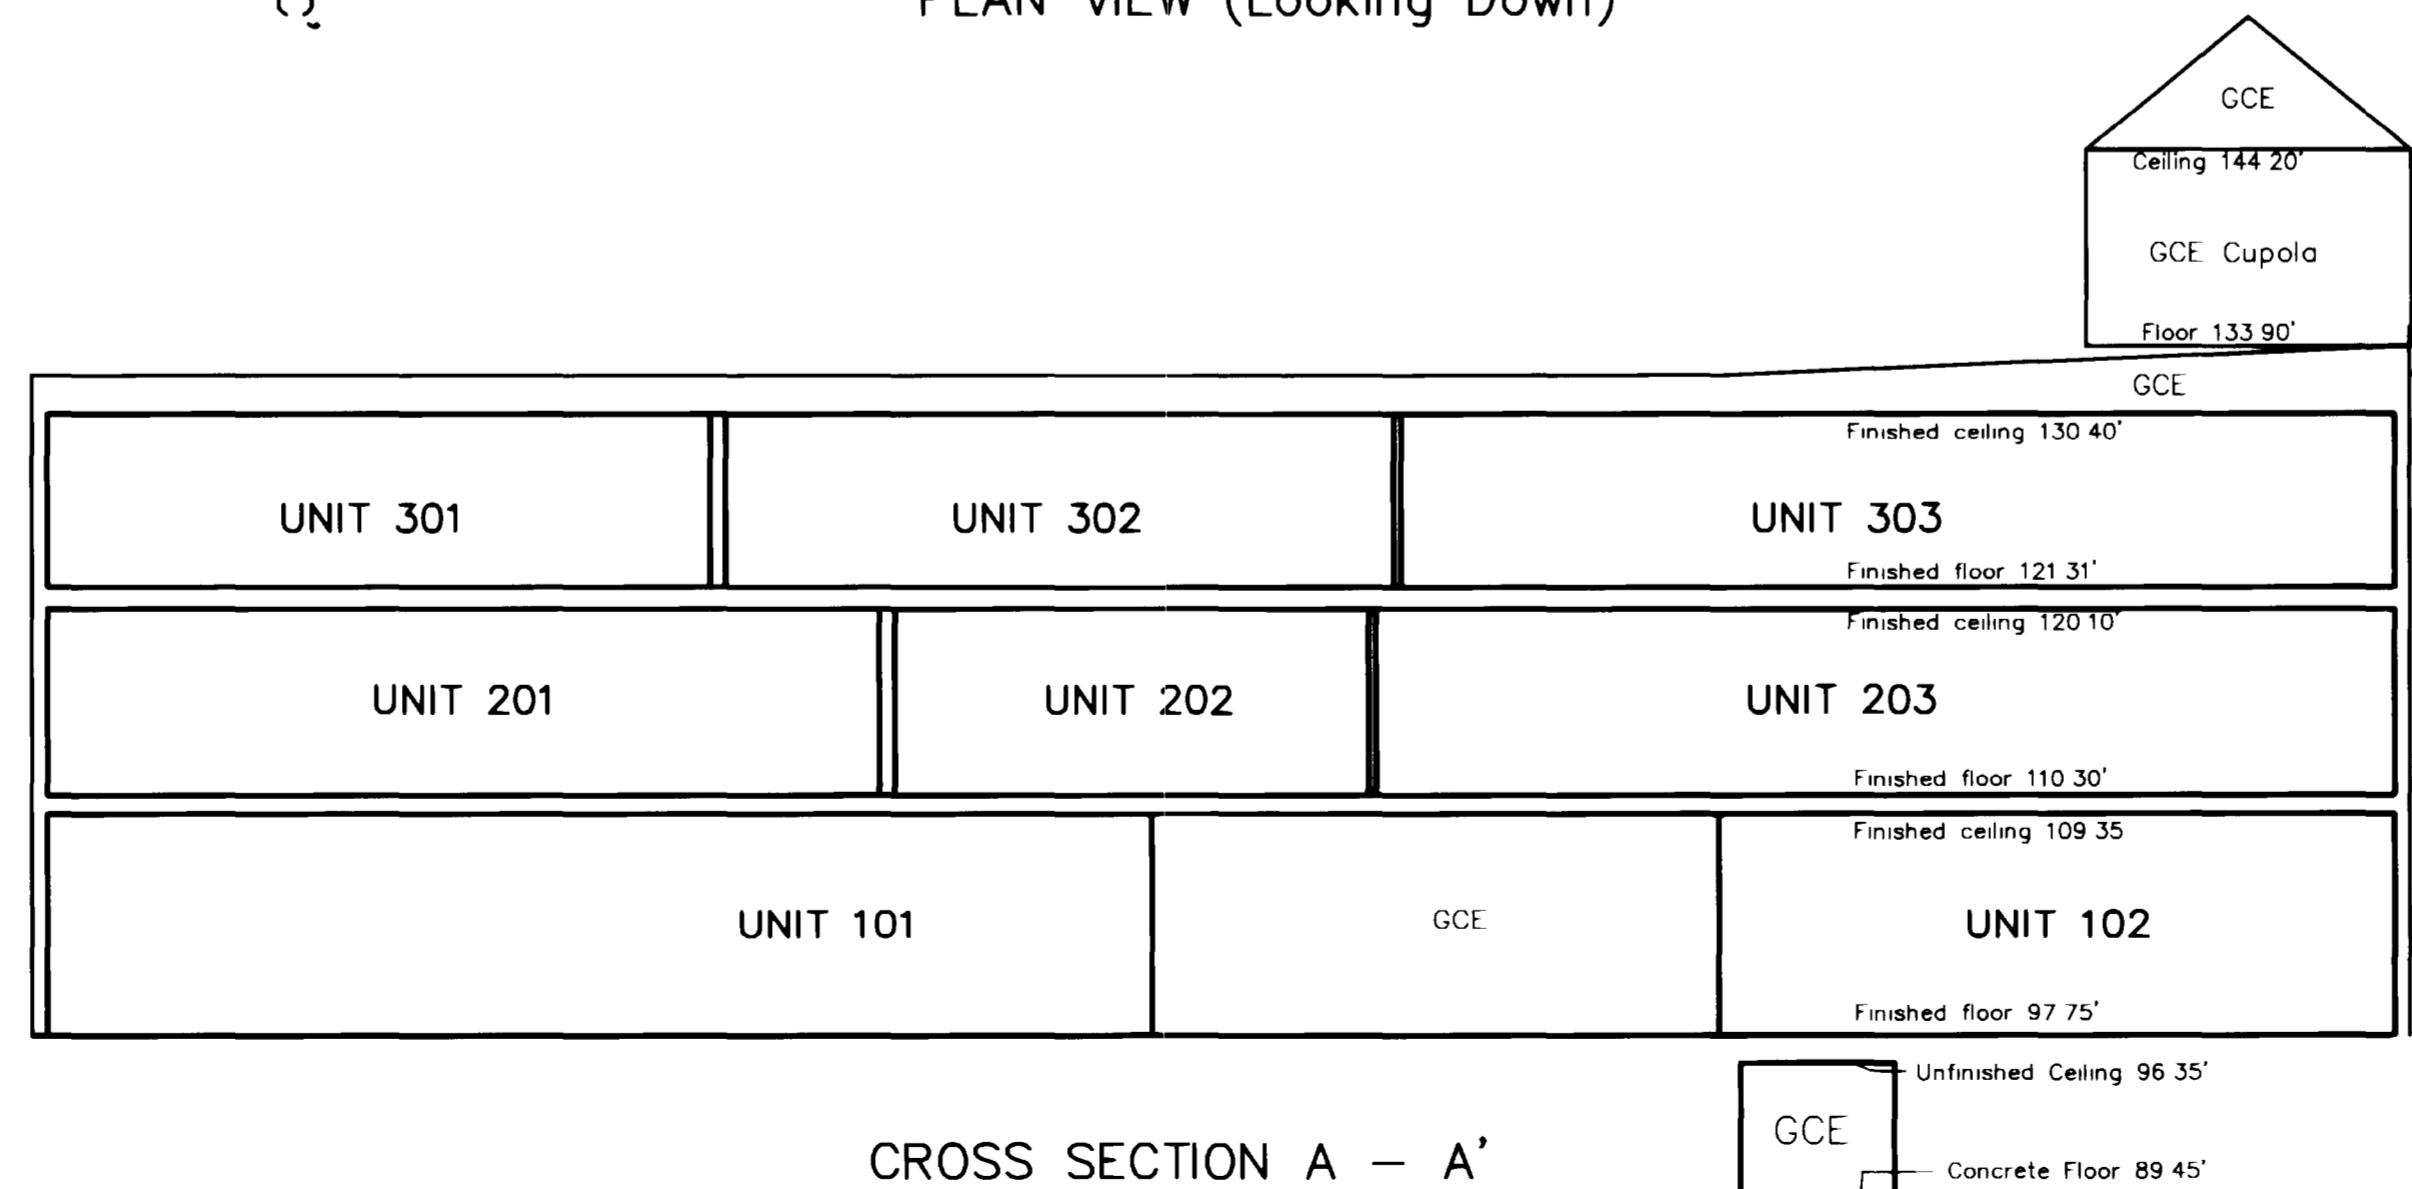 PLAN VIEW (Looking Down)
GCE
Ceiling 144 20'
GCE Cupola
Floor 133 90'
GCE
Finished ceiling 130 40'
UNIT 301 UNIT 302 UNIT 303
Finished floor 121 31'
Finished ceiling 120 10'
UNIT 201 UNIT 202 UNIT 203
Finished floor 110 30'
Finished ceiling 109 35
UNIT 101 GCE UNIT 102
Finished floor 97 75'
Unfinished Ceiling 96 35'
GCE
CROSS SECTION A – A'
Concrete Floor 89 45'